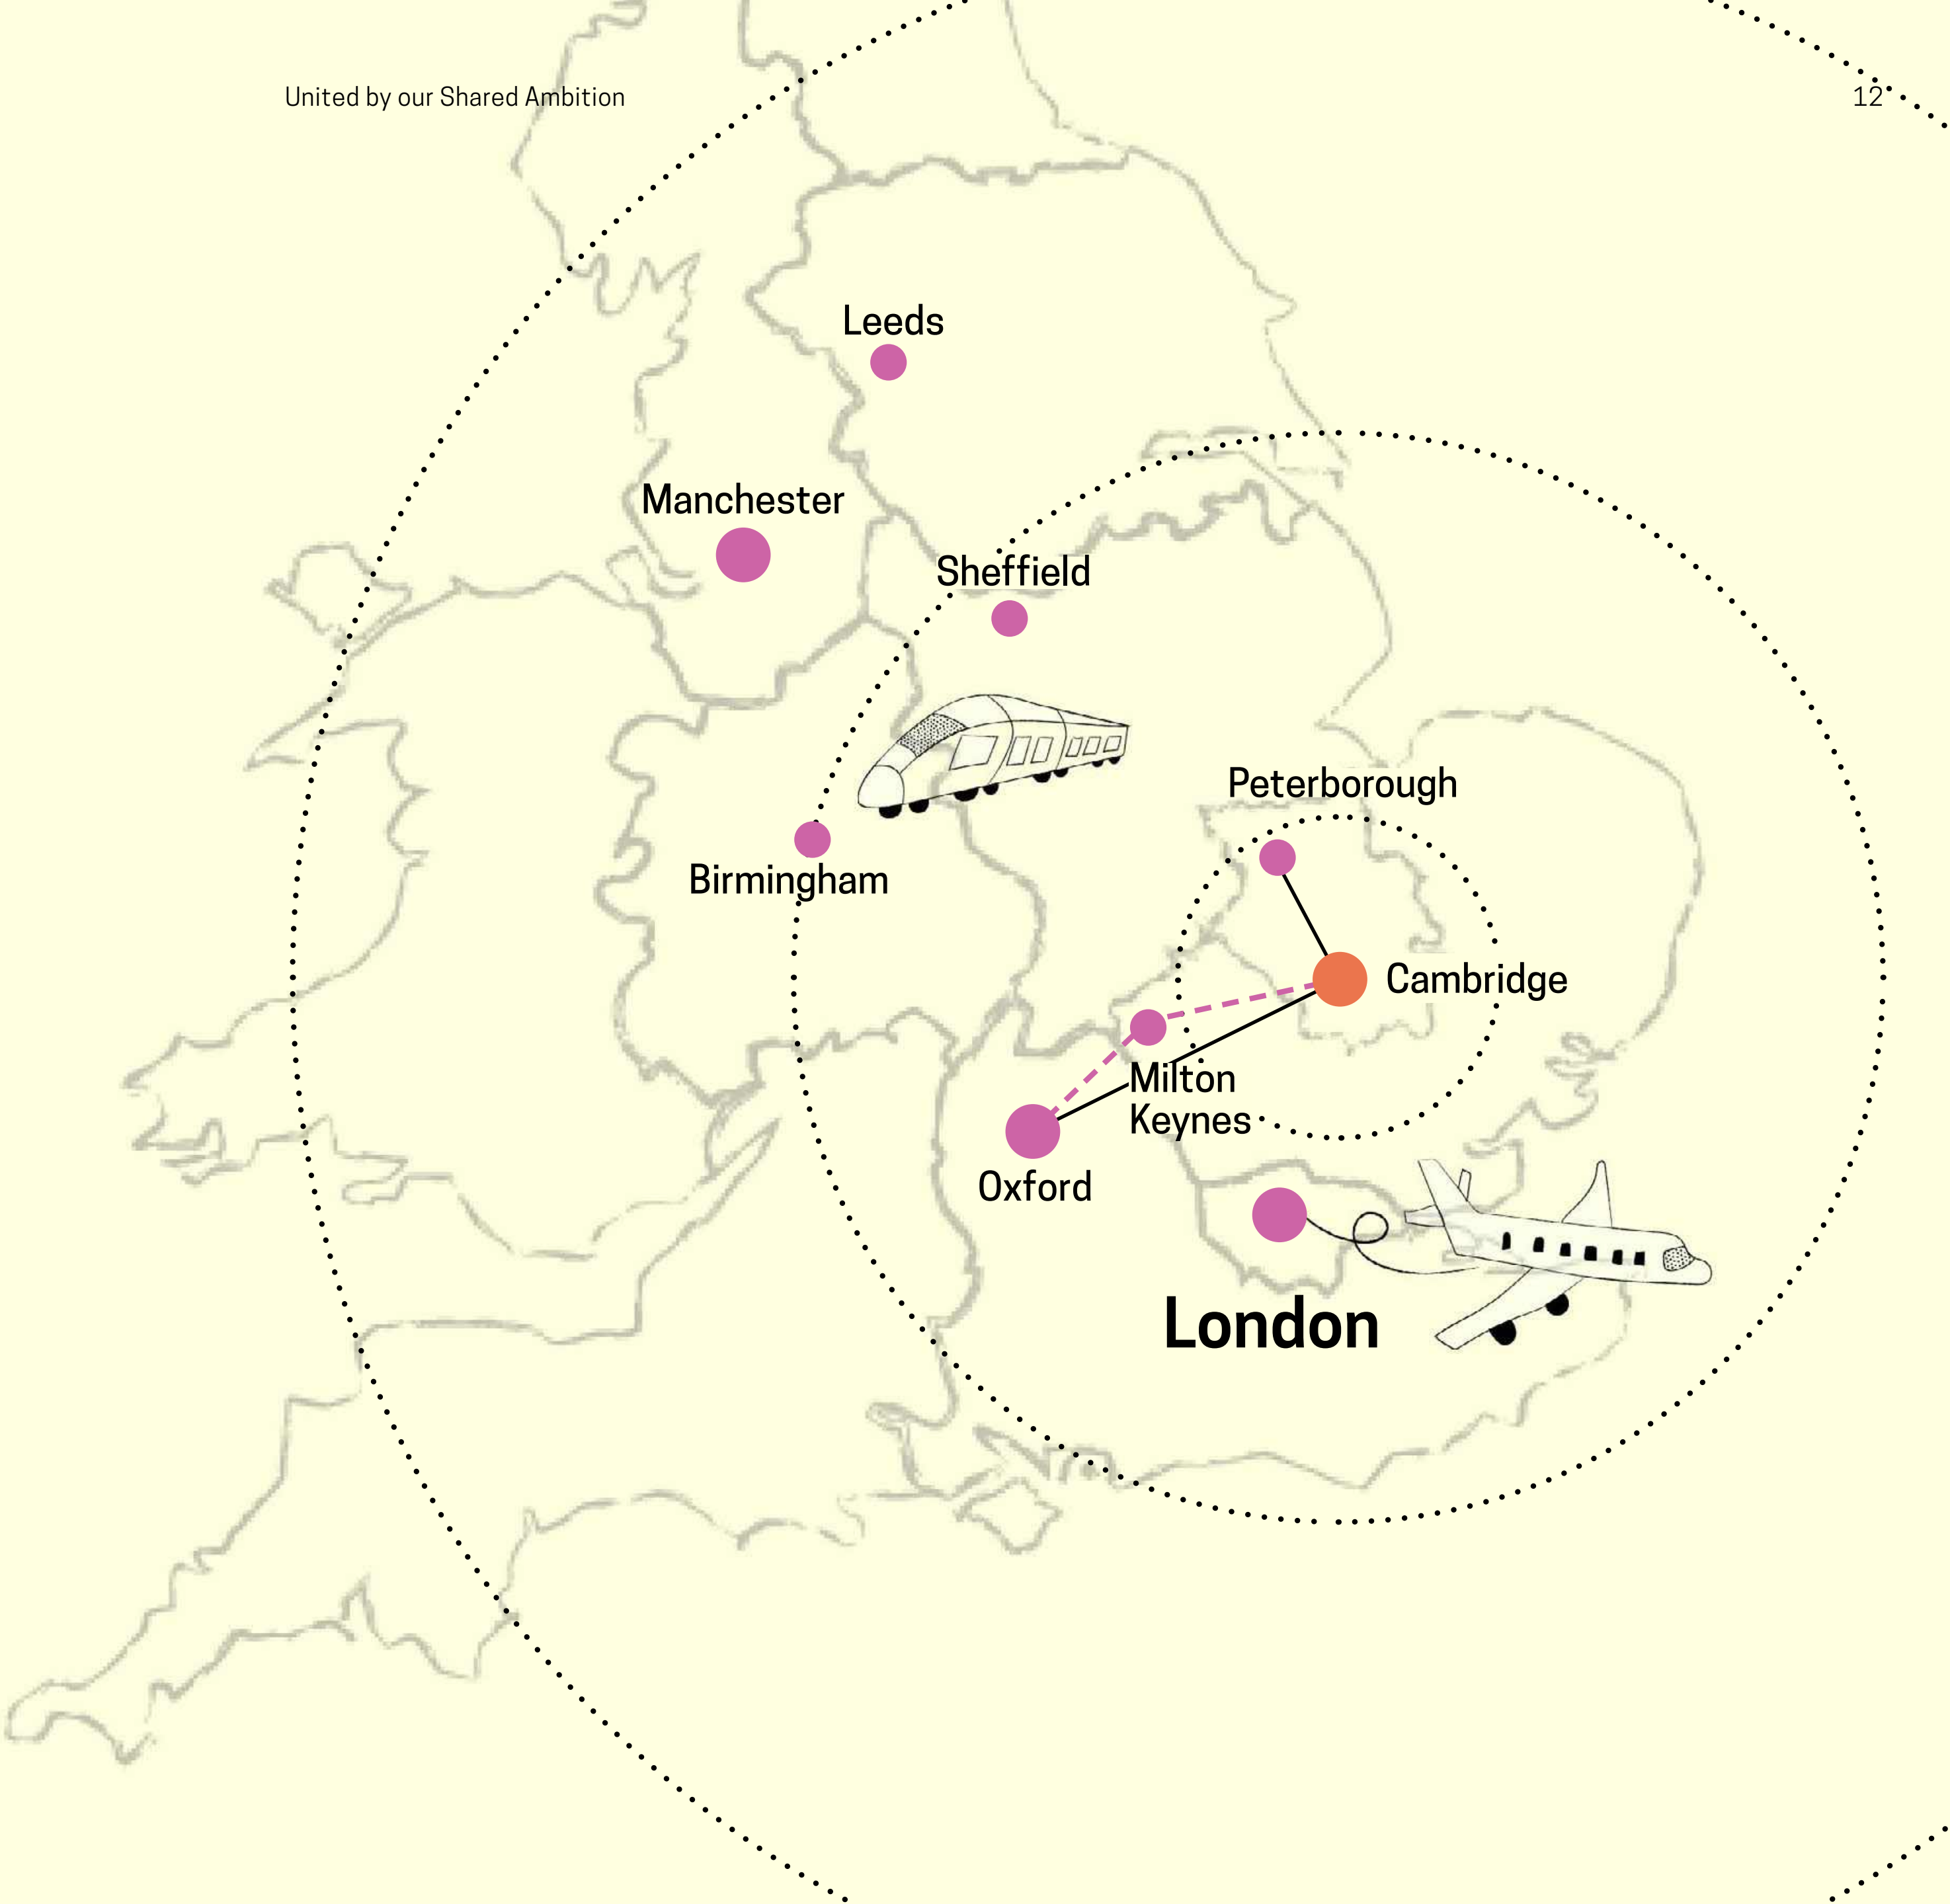 United by our Shared Ambition
12
Leeds
Manchester
Sheffield
Peterborough
Birmingham
Cambridge
Milton
Keynes
Oxford
London